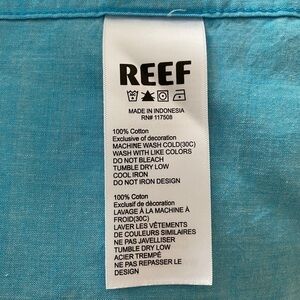 REEF
MADE IN INDONESIA
RN# 117508
100% Cotton
Exclusive of decoration
MACHINE WASH COLD(30C)
WASH WITH LIKE COLORS
DO NOT BLEACH
TUMBLE DRY LOW
COOL IRON
DO NOT IRON DESIGN
100% Cotton
Exclusif de décoration
LAVAGE À LA MACHINE À
FROID(30C)
LAVER LES VÊTEMENTS
DE COULEURS SIMILAIRES
NE PAS JAVELLISER
TUMBLE DRY LOW
ACIER TREMPÉ
NE PAS REPASSER LE
DESIGN